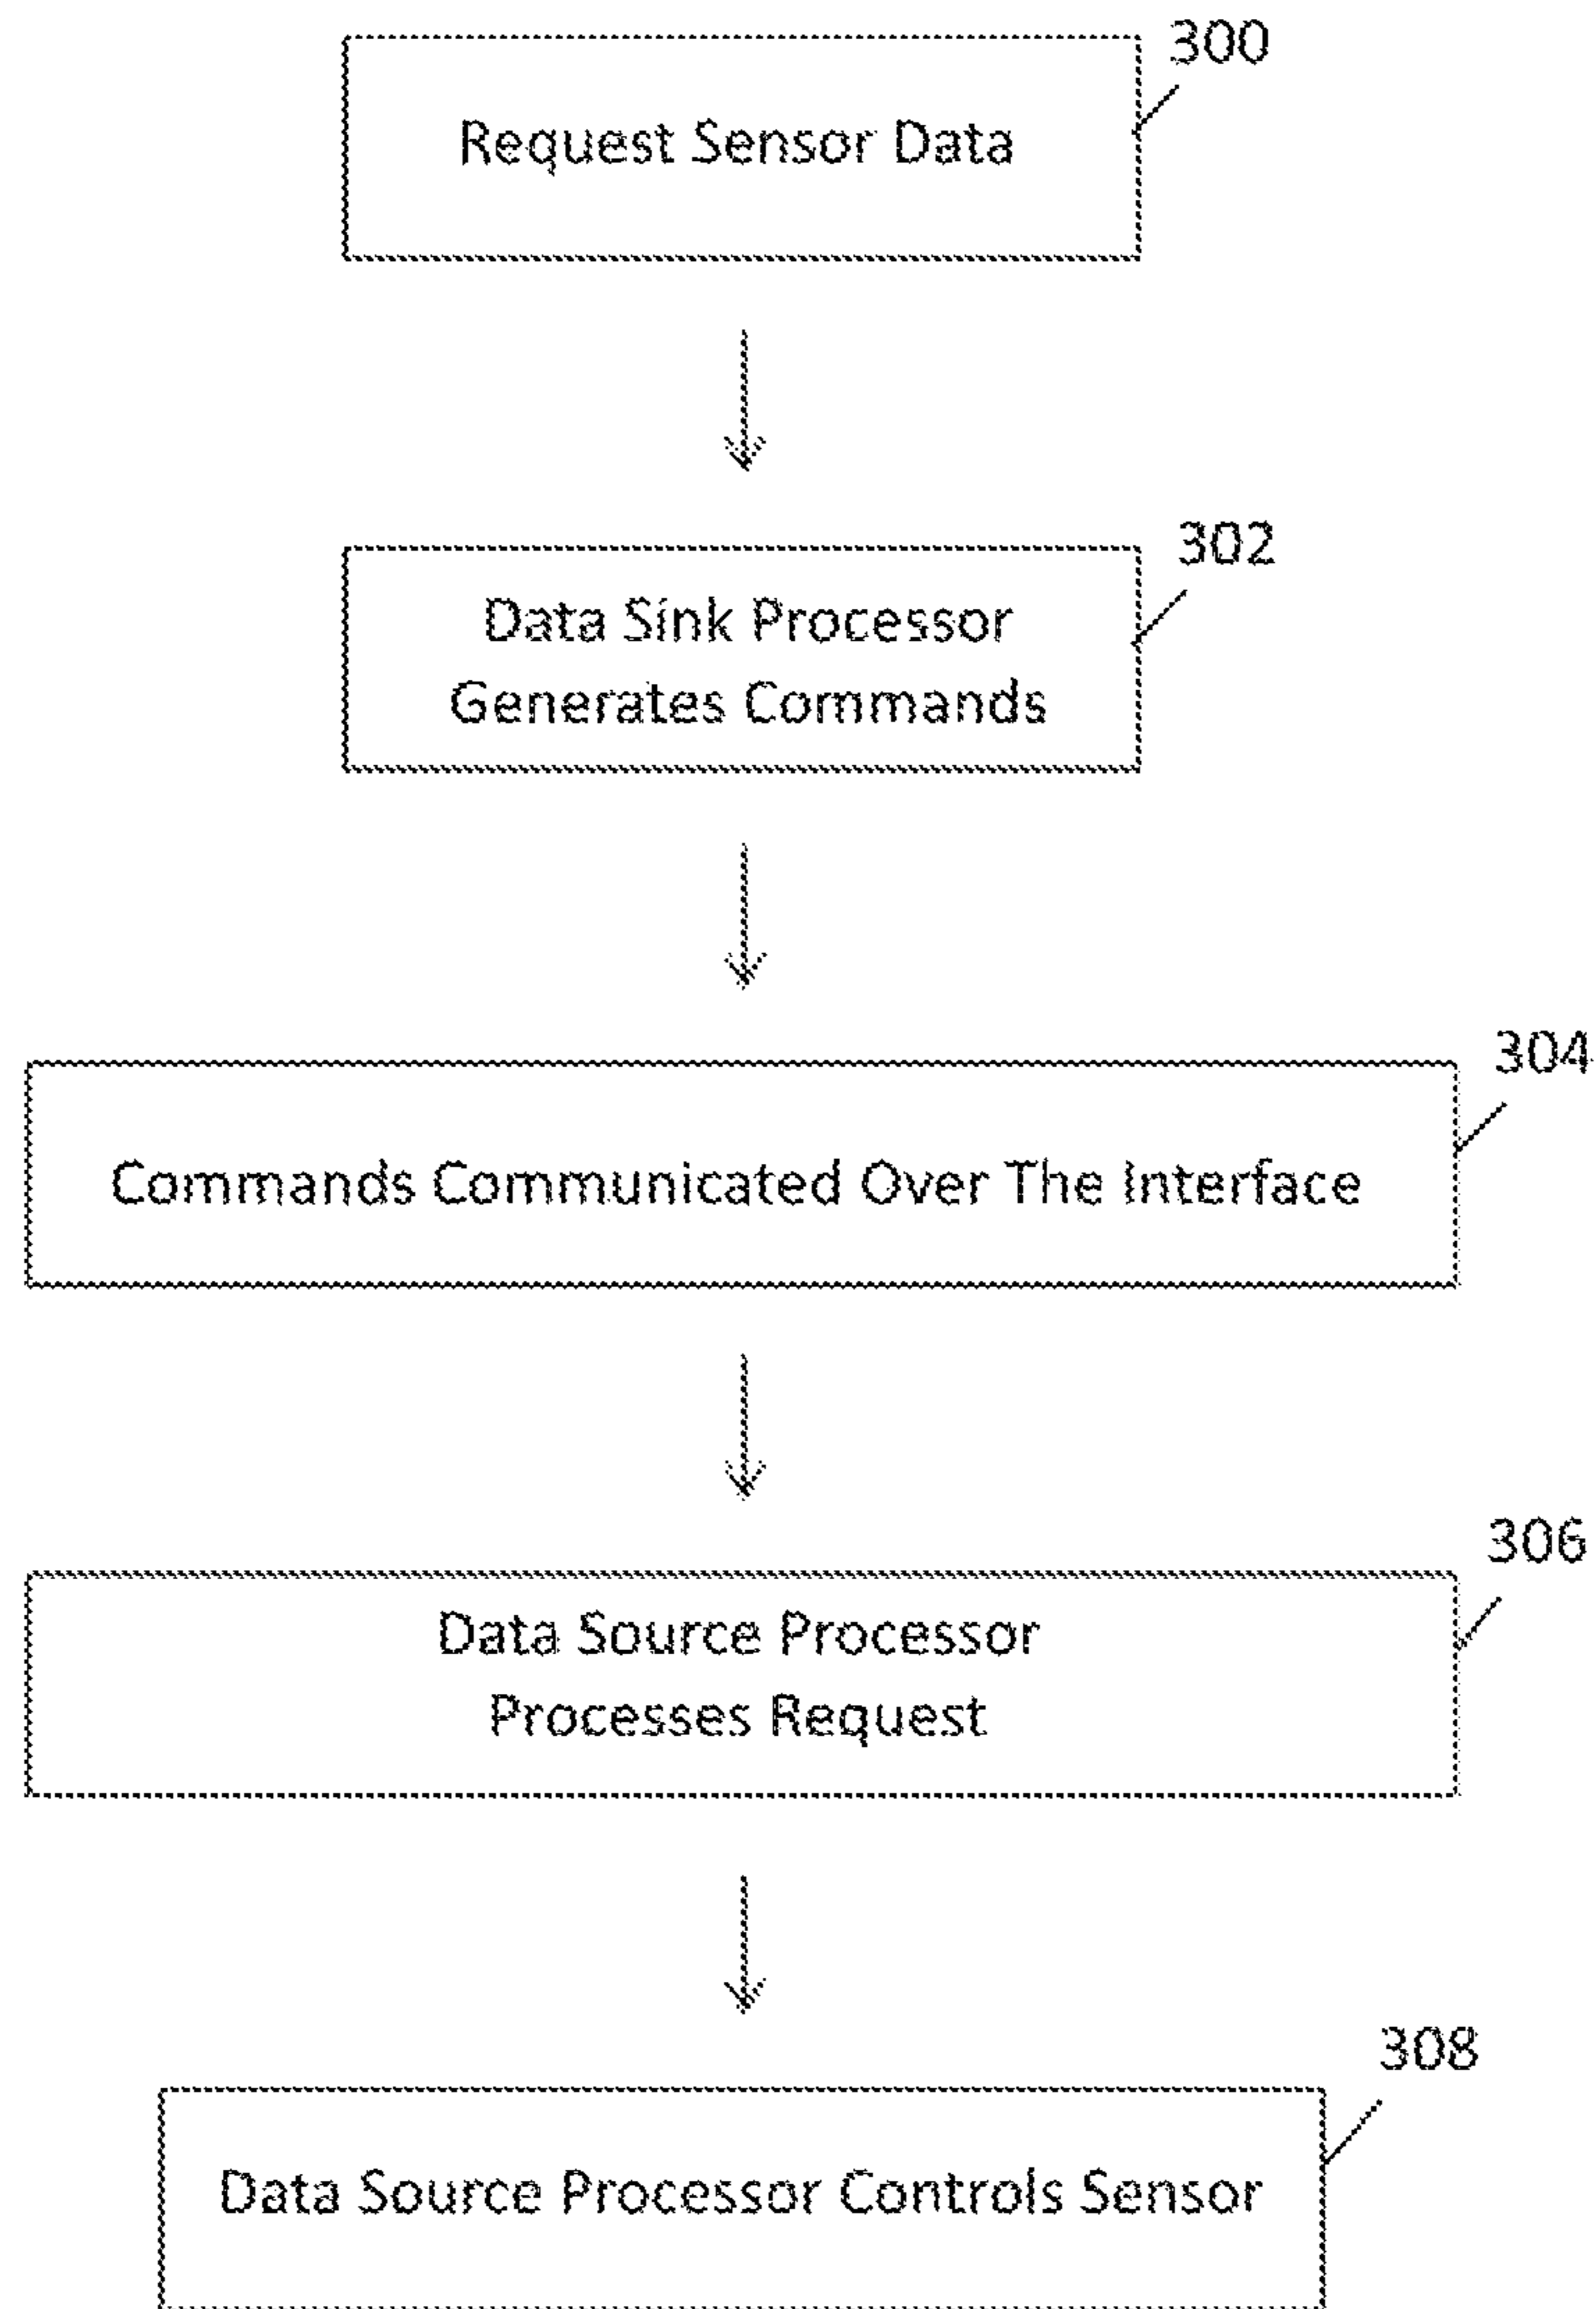 300
Request Sensor Data
302
Data Sink Processor
Generates Commands
304
Commands Communicated Over The Interface
306
Data Source Processor
Processes Request
308
Data Source Processor Controls Sensor